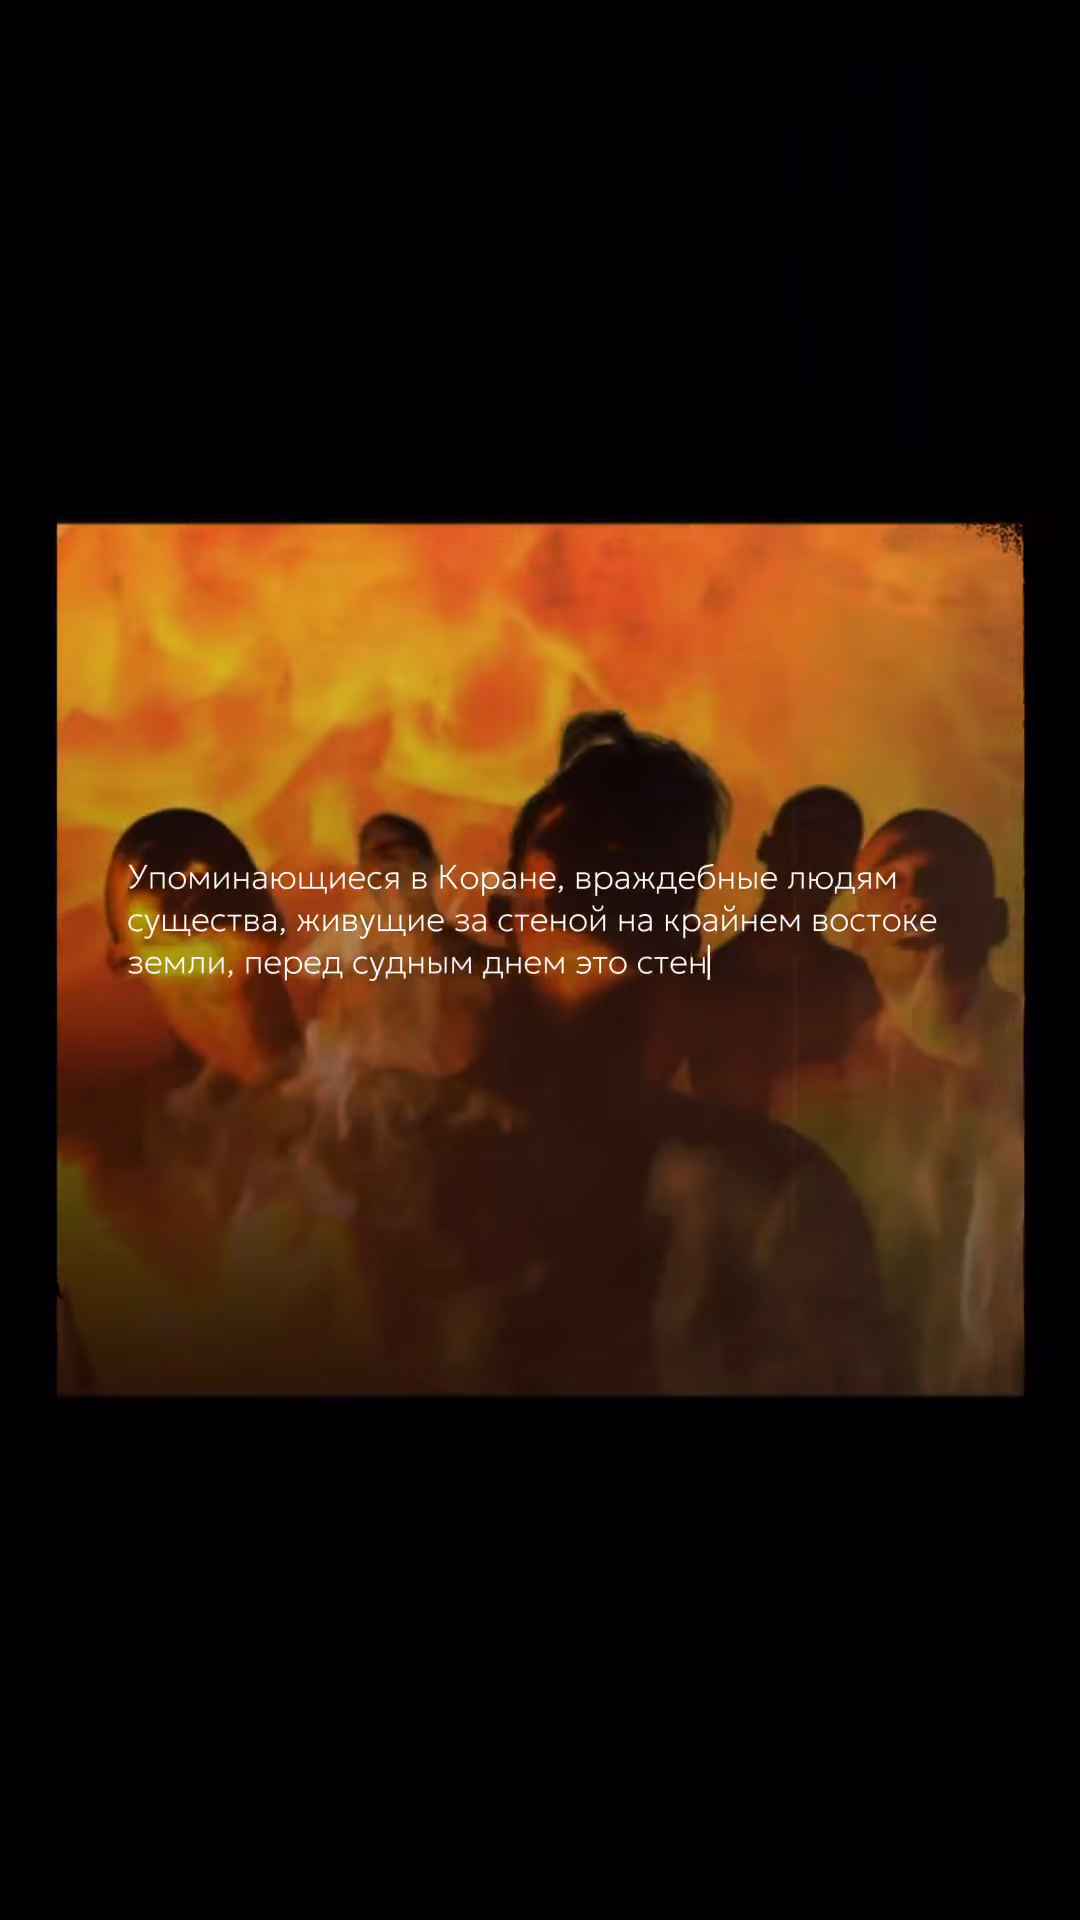 Упоминающиеся в Коране, враждебные людям
существа, живущие за стеной на крайнем востоке
земли, перед судным днем это стен